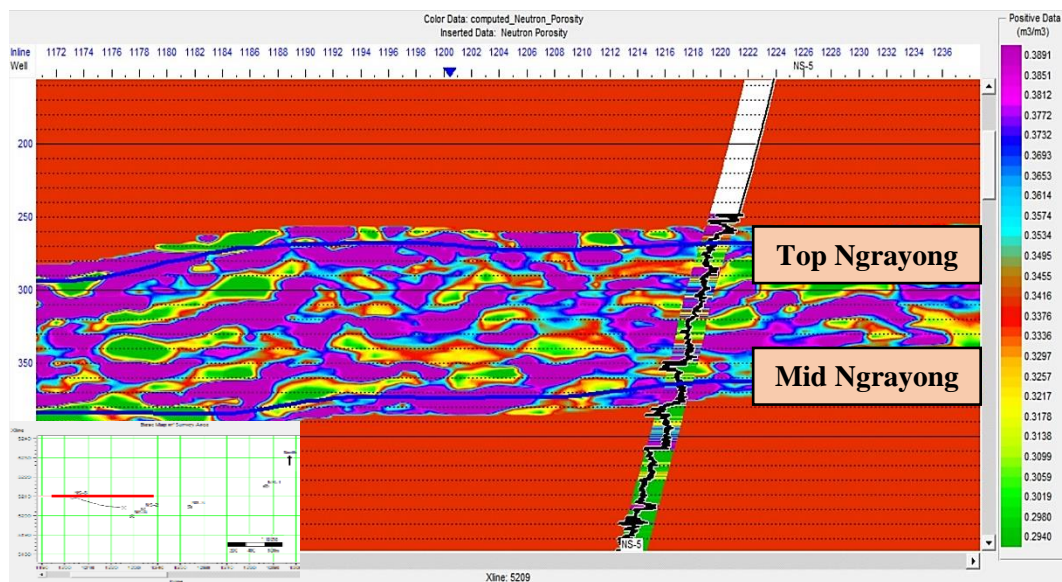 Color Data: computed_Neutron_Porosity
Inserted Data: Neutron Porosity
Positive Data
(m3/m3)
Inline 1172 1174 1176 1178 1180 1182 1184 1186 1188 1190 1192 1194 1196 1198 1200 1202 1204 1206 1208 1210 1212 1214 1216 1218 1220 1222 1224 1226 1228 1230 1232 1234 1236
Well NS-5
200
250
300
350
Top Ngrayong
Mid Ngrayong
NS-5
0.3891
0.3851
0.3812
0.3772
0.3733
0.3693
0.3653
0.3614
0.3574
0.3534
0.3495
0.3455
0.3416
0.3376
0.3336
0.3297
0.3257
0.3217
0.3178
0.3138
0.3099
0.3059
0.3019
0.2980
0.2940
Xline
Xline: 5209